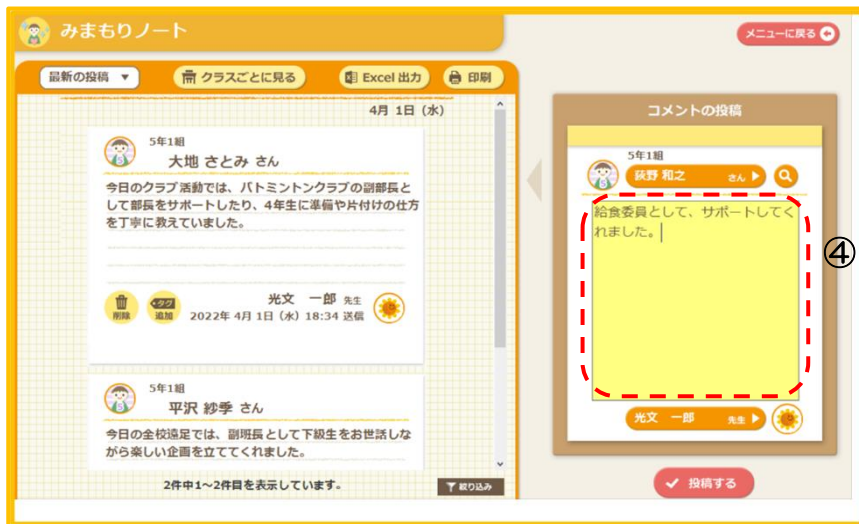 みまもりノート
メニューに戻る
最新の投稿 ▼
クラスごとに見る
Excel 出力
印刷
4月 1日（水）
5年1組
大地 さとみ さん
今日のクラブ活動では、バトミントンクラブの副部長と
して部長をサポートしたり、4年生に準備や片付けの仕方
を丁寧に教えていました。
削除
タグ
追加
光文 一郎 先生
2022年 4月 1日（水）18:34 送信
5年1組
平沢 紗季 さん
今日の全校遠足では、副班長として下級生をお世話しな
がら楽しい企画を立ててくれました。
2件中1～2件目を表示しています。
絞り込み
コメントの投稿
5年1組
荻野 和之 さん
給食委員として、サポートしてく
れました。
④
光文 一郎 先生
投稿する